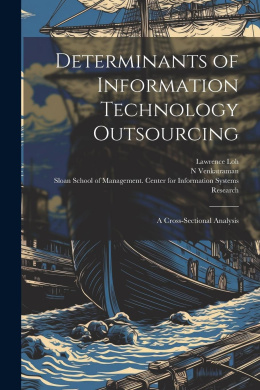 DETERMINANTS OF
INFORMATION
TECHNOLOGY
OUTSOURCING
Lawrence Loh
N Venkatraman
Sloan School of Management. Center for Information Systems
Research
A Cross-Sectional Analysis